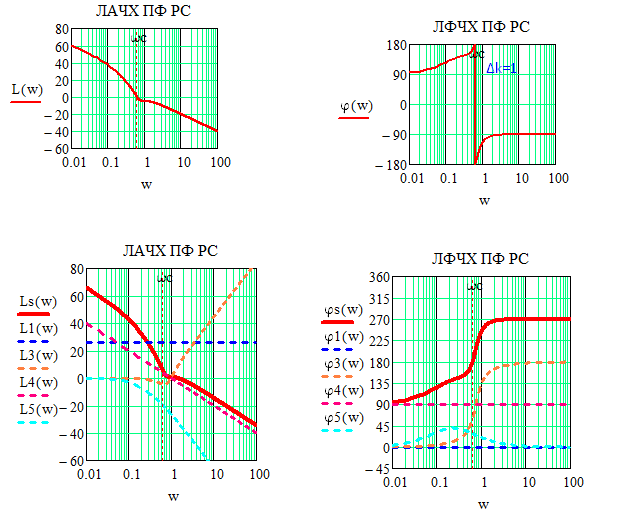 ЛАЧХ ПФ РС
80
60
40
20
0
−20
−40
−60
L(w)
ωc
0.01 0.1 1 10 100
w
ЛФЧХ ПФ РС
180
90
0
−90
−180
φ(w)
ωc
Δk=1
0.01 0.1 1 10 100
w
ЛАЧХ ПФ РС
80
60
40
20
0
−20
−40
−60
Ls(w)
L1(w)
L3(w)
L4(w)
L5(w)
ωc
0.01 0.1 1 10 100
w
ЛФЧХ ПФ РС
360
315
270
225
180
135
90
45
0
−45
φs(w)
φ1(w)
φ3(w)
φ4(w)
φ5(w)
ωc
0.01 0.1 1 10 100
w